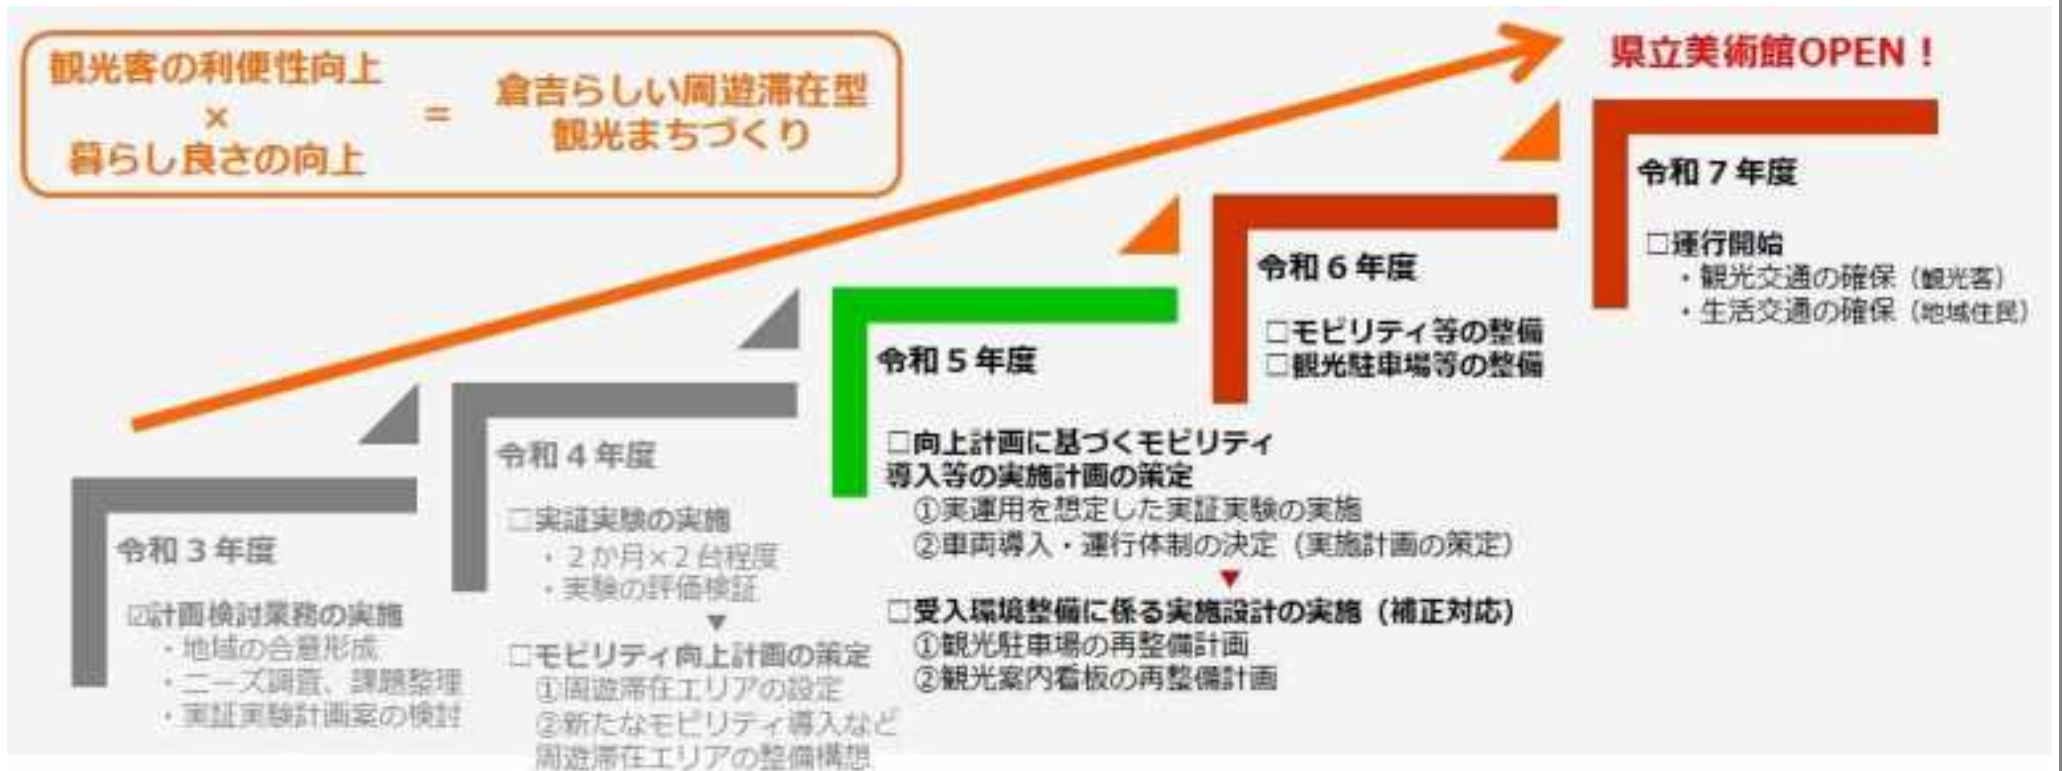 観光客の利便性向上
×
暮らし良さの向上
=
倉吉らしい周遊滞在型
観光まちづくり
県立美術館OPEN！
令和３年度
☑計画検討業務の実施
・地域の合意形成
・ニーズ調査、課題整理
・実証実験計画案の検討
令和４年度
□実証実験の実施
・２か月×２台程度
・実験の評価検証
▼
□モビリティ向上計画の策定
①周遊滞在エリアの設定
②新たなモビリティ導入など
周遊滞在エリアの整備構想
令和５年度
□向上計画に基づくモビリティ
導入等の実施計画の策定
①実運用を想定した実証実験の実施
②車両導入・運行体制の決定（実施計画の策定）
▼
□受入環境整備に係る実施設計の実施（補正対応）
①観光駐車場の再整備計画
②観光案内看板の再整備計画
令和６年度
□モビリティ等の整備
□観光駐車場等の整備
令和７年度
□運行開始
・観光交通の確保（観光客）
・生活交通の確保（地域住民）